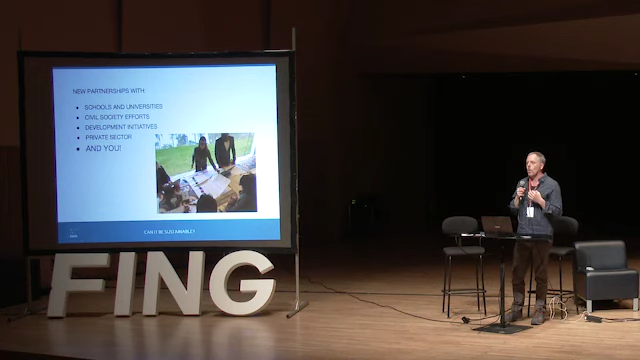 NEW PARTNERSHIPS WITH:
• SCHOOLS AND UNIVERSITIES
• CIVIL SOCIETY EFFORTS
• DEVELOPMENT INITIATIVES
• PRIVATE SECTOR
• AND YOU!
CAN IT BE SUSTAINABLE?
FING